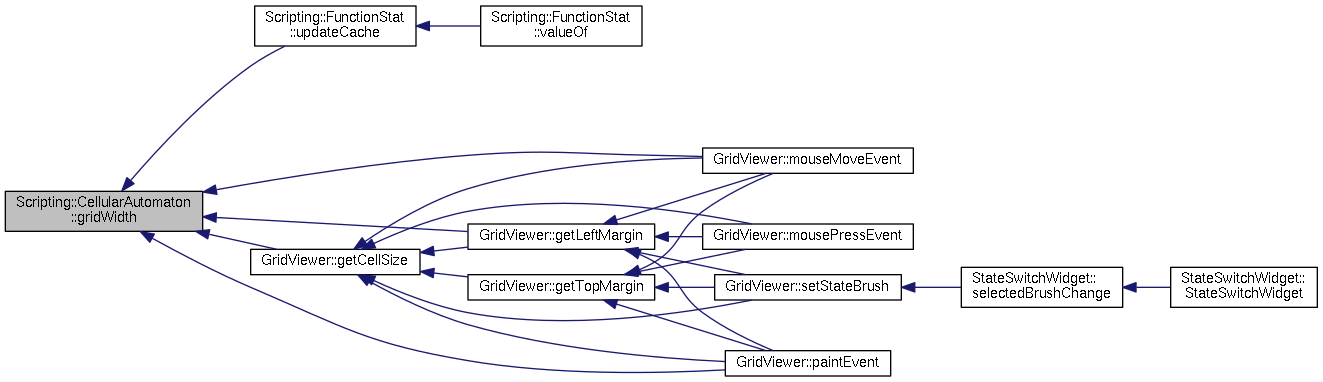 Scripting::FunctionStat
::updateCache
Scripting::FunctionStat
::valueOf
GridViewer::mouseMoveEvent
Scripting::CellularAutomaton
::gridWidth
GridViewer::getLeftMargin
GridViewer::mousePressEvent
GridViewer::getCellSize
GridViewer::getTopMargin
GridViewer::setStateBrush
StateSwitchWidget::
selectedBrushChange
StateSwitchWidget::
StateSwitchWidget
GridViewer::paintEvent